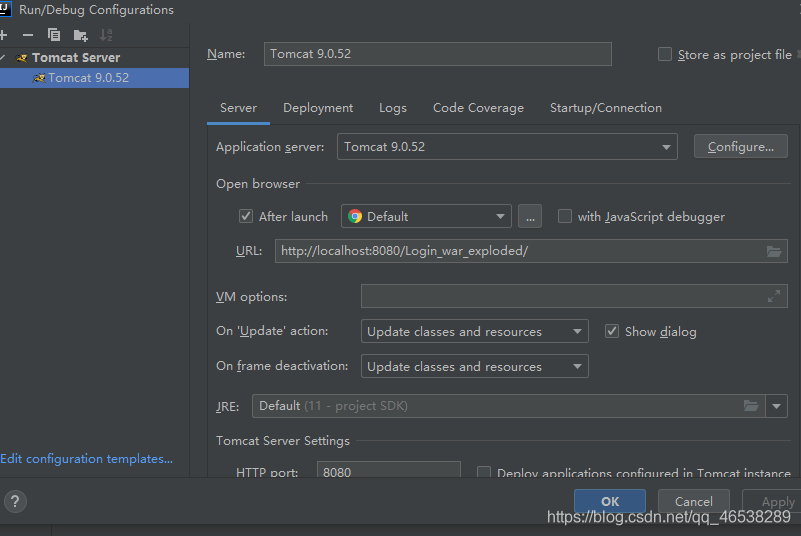 Run/Debug Configurations
Tomcat Server
Tomcat 9.0.52
Name: Tomcat 9.0.52 Store as project file
Server Deployment Logs Code Coverage Startup/Connection
Application server: Tomcat 9.0.52 Configure...
Open browser
After launch Default ... with JavaScript debugger
URL: http://localhost:8080/Login_war_exploded/
VM options:
On 'Update' action: Update classes and resources Show dialog
On frame deactivation: Update classes and resources
JRE: Default (11 - project SDK)
Tomcat Server Settings
HTTP port: 8080 Deploy applications configured in Tomcat instance
Edit configuration templates...
? OK Cancel Apply
https://blog.csdn.net/qq_46538289